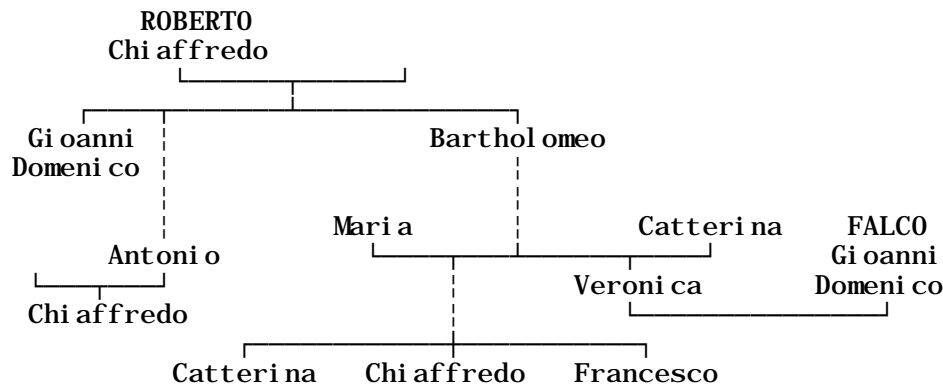 ROBERTO
Chiaffredo
Gioanni Bartholomeo
Domenico
Maria Catterina FALCO
Antonio Gioanni
Veronica Domenico
Chiaffredo
Catterina Chiaffredo Francesco